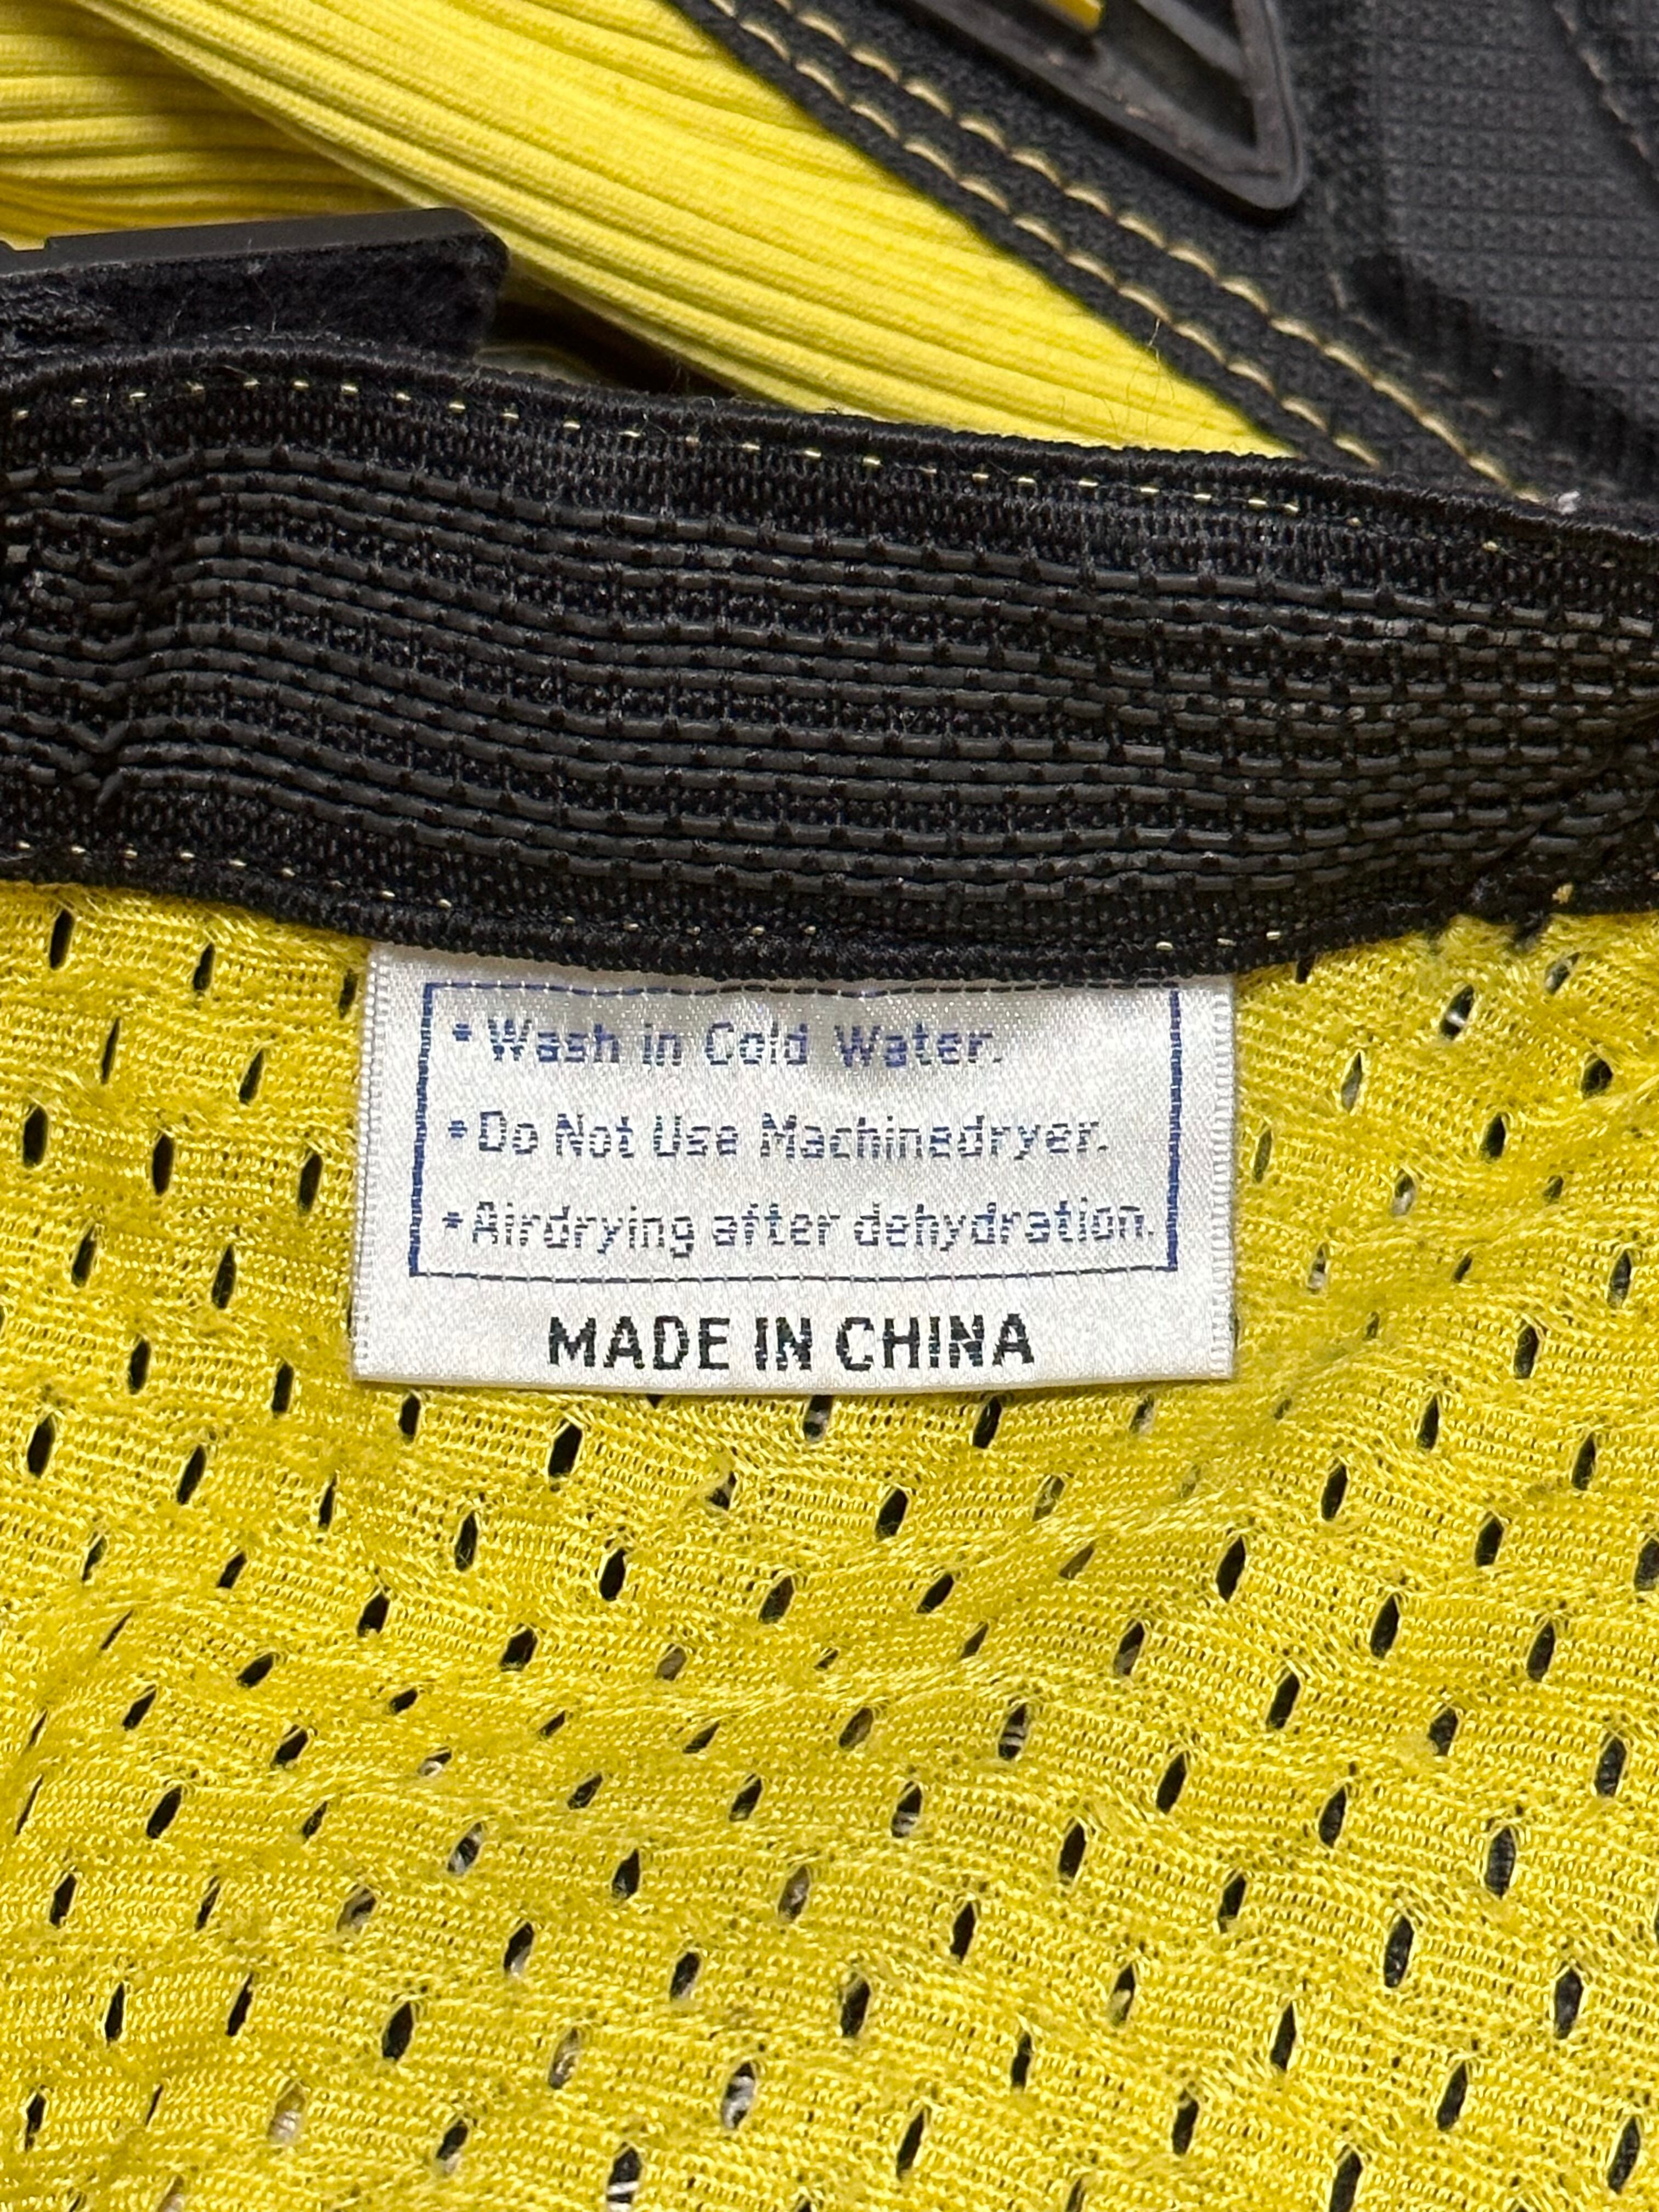 * Wash in Cold Water.
* Do Not Use Machinedryer.
* Airdrying after dehydration.
MADE IN CHINA